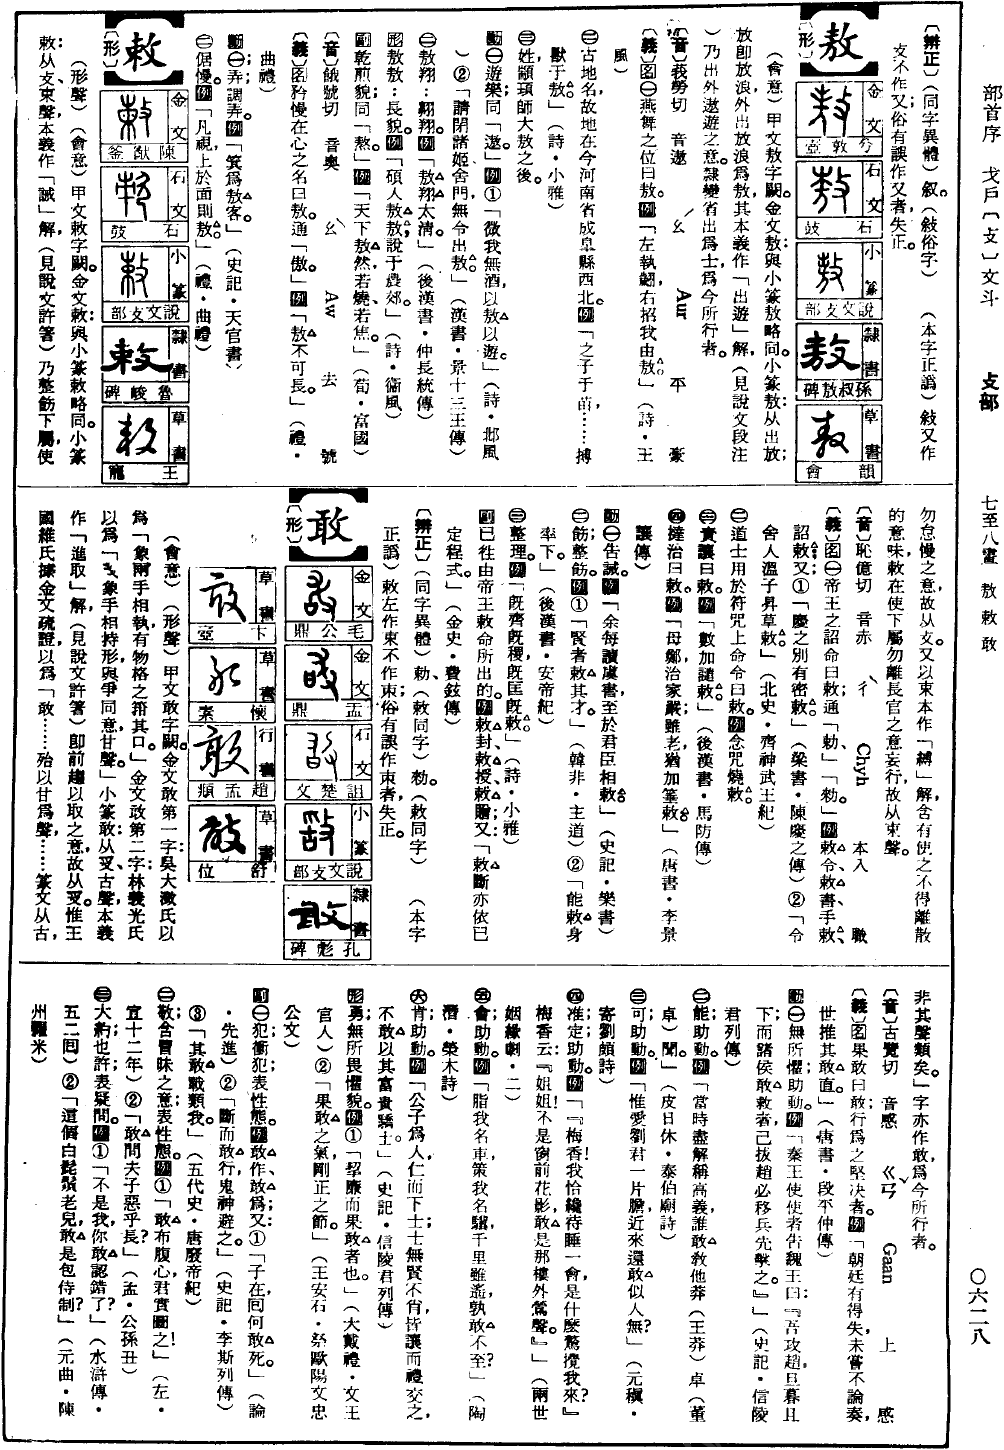 部首序 戈戶〔攴〕文斗 攴部 七至八畫 敖敕敢 〇六二八
〔辨正〕（同字異體）敘。（敍俗字） （本字正譌）敍又作
攴不作又；俗有誤作又者，失正。
敖
〔形〕
金文 兮敖壺
石文 石鼓
小篆 說文攴部
隸書 孫叔敖碑
草書 韻會
（會意）甲文敖字闕。金文敖：與小篆敖略同。小篆敖：从出放；
放卽放浪，外出放浪爲敖，其本義作「出遊」解，（見說文段注
）乃出外遨遊之意。隸變省出爲士，爲今所行者。
〔音〕我勞切 音遨 ㄠ Aur 平 豪
〔義〕名㊀燕舞之位曰敖。例「左執翿，右招我由敖」（詩・王
風）
㊁古地名，故地在今河南省成皐縣西北。例「之子于苗……搏
獸于敖」（詩・小雅）
㊂姓，顓頊師大敖之後。
動㊀遊樂，同「遨」。例①「微我無酒，以敖以遊。」（詩・邶風
）②「請閉諸姬舍門，無令出敖。」（漢書・景十三王傳）
㊁敖翔：翱翔。例「敖翔太清」（後漢書・仲長統傳）
形敖敖：長貌。例「碩人敖敖，說于農郊。」（詩・衞風）
副乾煎貌，同「熬」。例「天下敖然，若燒若焦。」（荀・富國）
〔音〕餓號切 音奧 ㄠˋ Aw 去 號
〔義〕名矜慢在心之名曰敖，通「傲」。例「敖不可長。」（禮・
曲禮）
動㊀弄；調弄。例「箕爲敖客。」（史記・天官書）
㊁倨慢。例「凡視，上於面則敖。」（禮・曲禮）
敕
〔形〕
金文 陳猷釜
石文 石鼓
小篆 說文攴部
隸書 魯峻碑
草書 王寵
（形聲）（會意）甲文敕字闕。金文敕：與小篆敕略同。小篆
敕：从攴、束聲，本義作「誡」解，（見說文許箸）乃整飭下屬，使
勿怠慢之意，故从攴。又以束本作「縛」解，含有使之不得離散
的意味，敕在使下屬勿離長官之意妄行，故从束聲。
〔音〕恥億切 音赤 ㄔˋ Chyh 本入 職
〔義〕名㊀帝王之詔命曰敕，通「勅」、「勑」。例敕令、敕書、手敕、
詔敕；又①「慶之別有密敕。」（梁書・陳慶之傳）②「令
舍人溫子昇草敕。」（北史・齊神武王紀）
㊁道士用於符咒上命令曰敕。例念咒燒敕。
㊂責讓曰敕。例「數加譴敕。」（後漢書・馬防傳）
㊃撻治曰敕。例「母鄭治家嚴，雖老，猶加箠敕。」（唐書・李景
讓傳）
動㊀告誡。例「余每讀虞書，至於君臣相敕。」（史記・樂書）
㊁飭；整飭。例①「賢者敕其才。」（韓非・主道）②「能敕身
率下。」（後漢書・安帝紀）
㊂整理。例「旣齊旣稷，旣匡旣敕。」（詩・小雅）
副已往由帝王敕命所出的。例敕封、敕授、敕贈；又「敕斷亦依已
定程式。」（金史・費鉉傳）
〔辨正〕（同字異體）勅。（敕同字）勑。（敕同字） （本字
正譌）敕左作束，不作東；俗有誤作東者，失正。
敢
〔形〕
金文 毛公鼎
金文 盂鼎
石文 詛楚文
小篆 說文攴部
隸書 孔彪碑
草書 卞壺
草書 懷素
行書 趙孟頫
草書 舒位
（會意）（形聲）甲文敢字闕。金文敢第一字：吳大澂氏以
爲「象兩手相執，有物格之，箝其口。」金文敢第二字：林義光氏
以爲「象手相持形，與爭同意，甘聲。」小篆敢：从𠬪、古聲，本義
作「進取」解，（見說文許箸）卽前趨以取之意，故从𠬪。惟王
國維氏據金文疏證，以爲「敢……殆以甘爲聲，……篆文从古，
非其聲類矣。」字亦作敢，爲今所行者。
〔音〕古覽切 音感 ㄍㄢˇ Gaan 上 感
〔義〕名果敢曰敢，行爲之堅決者。例「朝廷有得失，未嘗不論奏，
世推其敢直。」（唐書・段平仲傳）
動㊀無所懼；助動。例「秦王使使者告魏王曰：『吾攻趙，旦暮且
下，而諸侯敢救者，已拔趙，必移兵先擊之。』」（史記・信陵
君列傳）
㊁能；助動。例「當時盡解稱高義，誰敢敎他莽（王莽）卓（董
卓）聞。」（皮日休・泰伯廟詩）
㊂可；助動。例「惟愛劉君一片膽，近來還敢似人無？」（元稹・
寄劉頗詩）
㊃准定；助動。例「『梅香，我恰纔待睡一會，是什麼驚攪我來？』
梅香云：『姐姐！不是窗前花影，敢是那樓外鶯聲。』」（兩世
姻緣劇・二）
㊄會；助動。例「脂我名車，策我名驥，千里雖遙，孰敢不至？」（陶
潛・榮木詩）
㊅肯；助動。例「公子爲人，仁而下士，士無賢不肖，皆謙而禮交之，
不敢以其富貴驕士。」（史記・信陵君列傳）
形勇；無所畏懼貌。例①「挐廉而果敢者也。」（大戴禮・文王
官人）②「果敢之氣，剛正之節。」（王安石・祭歐陽文忠
公文）
副㊀犯；衝犯；表性態。例敢作、敢爲；又①「子在，囘何敢死。」（論
・先進）②「斷而敢行，鬼神避之。」（史記・李斯列傳）
③「其敢戰類我。」（五代史・唐廢帝紀）
㊁敬；含冒昧之意；表性態。例①「敢布腹心，君實圖之！」（左・
宣十二年）②「敢問夫子惡乎長？」（孟・公孫丑）
㊂大約也許；表疑問。例①「不是我，你敢認錯了？」（水滸傳・
五二囘）②「這個白髭鬚老兒，敢是包待制？」（元曲・陳
州糶米）